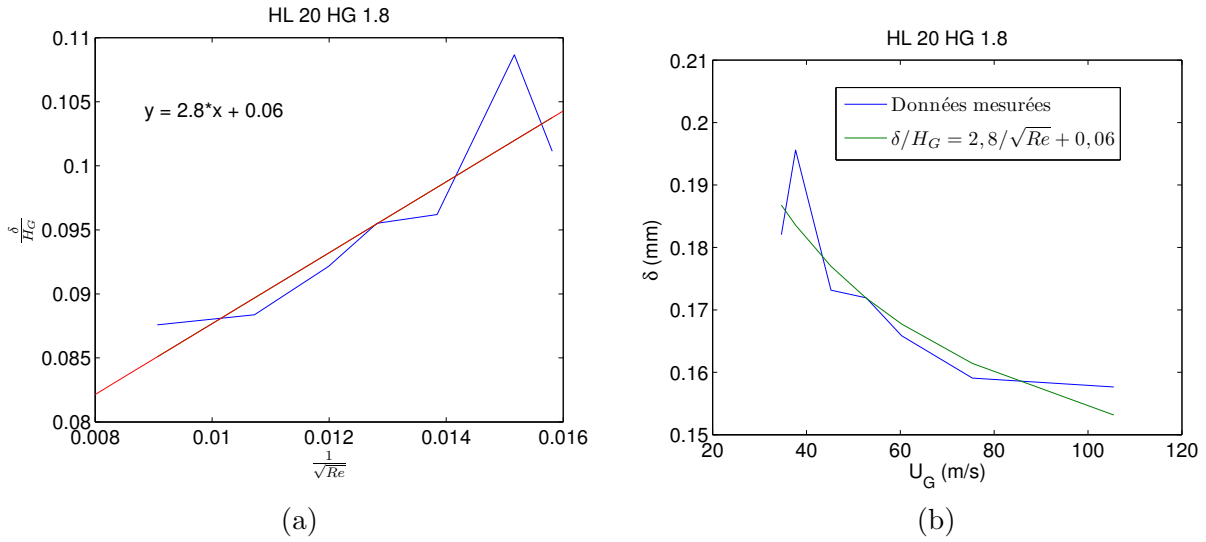 HL 20 HG 1.8
0.11
0.105
0.1
0.095
0.09
0.085
0.08
y = 2.8*x + 0.06
δ/H_G
0.008
0.01
0.012
0.014
0.016
1/√Re
(a)
HL 20 HG 1.8
0.21
0.2
0.19
0.18
0.17
0.16
0.15
δ (mm)
Données mesurées
δ/H_G = 2, 8/√Re + 0, 06
20
40
60
80
100
120
U_G (m/s)
(b)